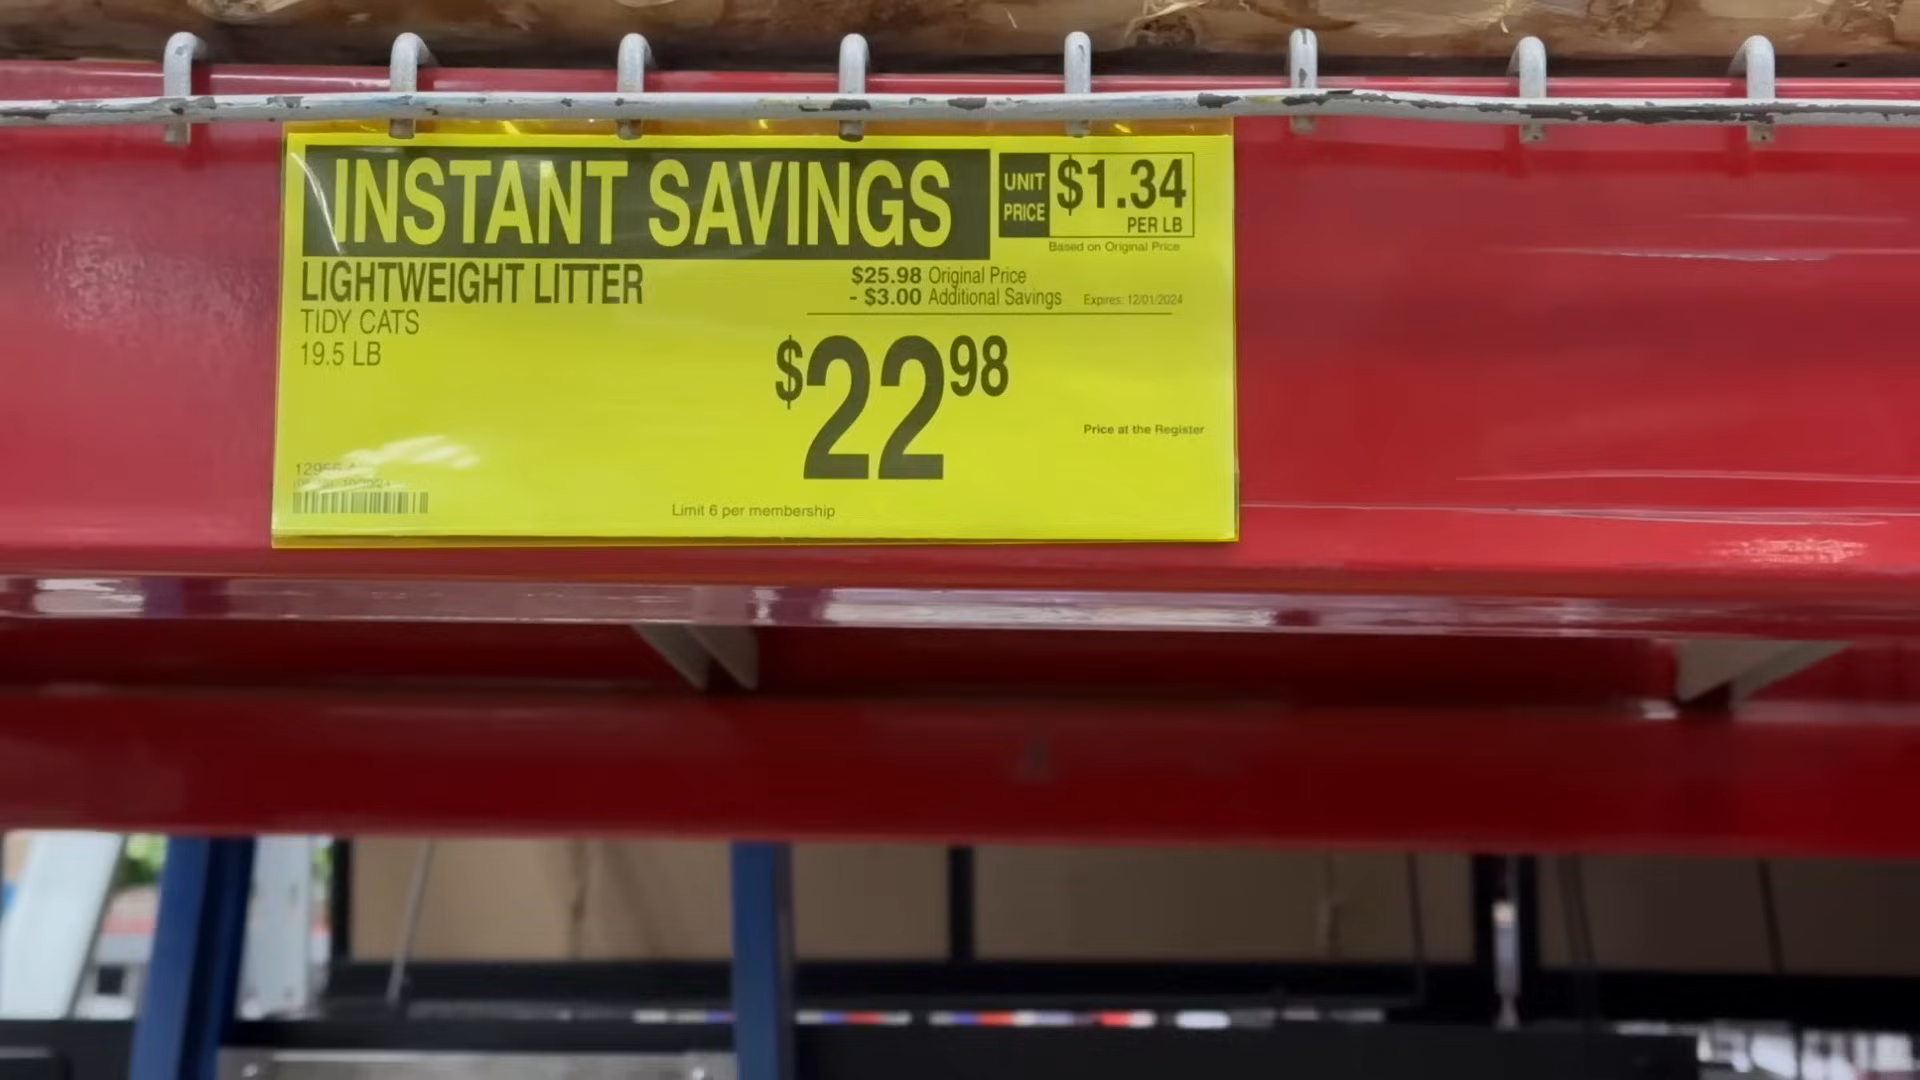 INSTANT SAVINGS
UNIT PRICE
$1.34
PER LB
Based on Original Price
LIGHTWEIGHT LITTER
TIDY CATS
19.5 LB
$25.98 Original Price
- $3.00 Additional Savings Expires: 12/01/2024
$22 98
Price at the Register
Limit 6 per membership